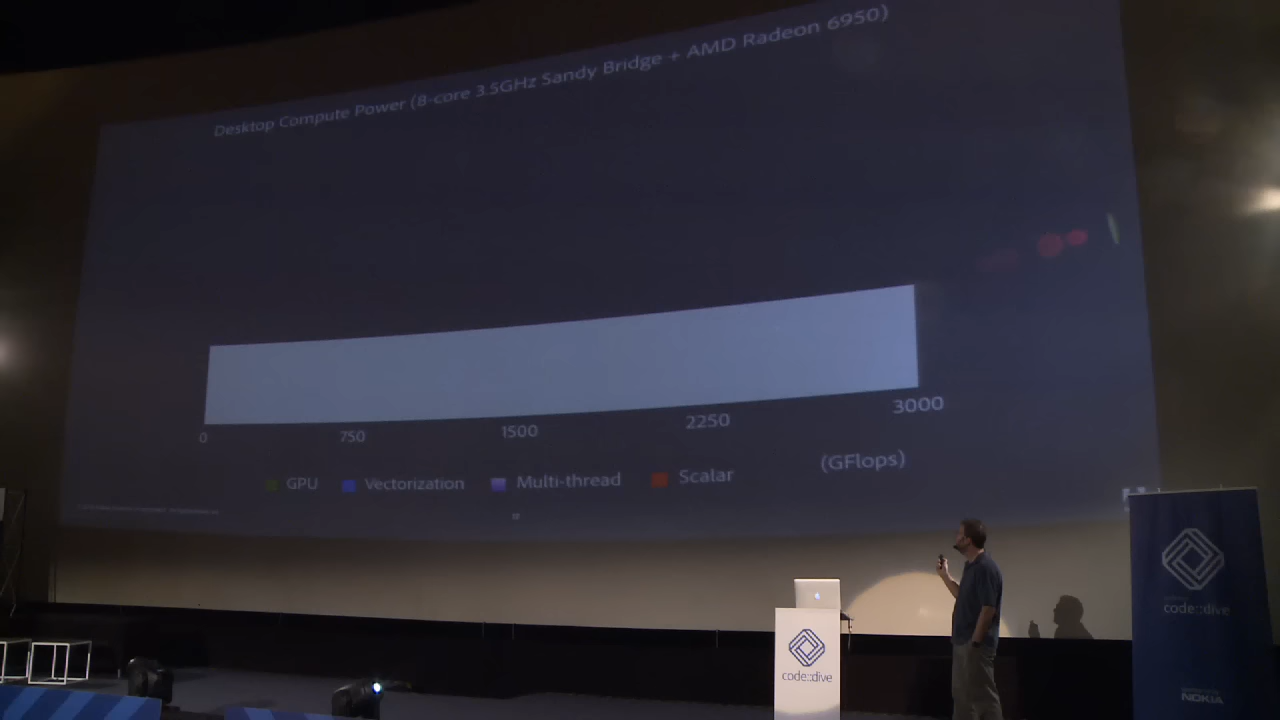 Desktop Compute Power (8-core 3.5GHz Sandy Bridge + AMD Radeon 6950)
0 750 1500 2250 3000
GPU Vectorization Multi-thread Scalar (GFlops)
code::dive
code::dive
NOKIA